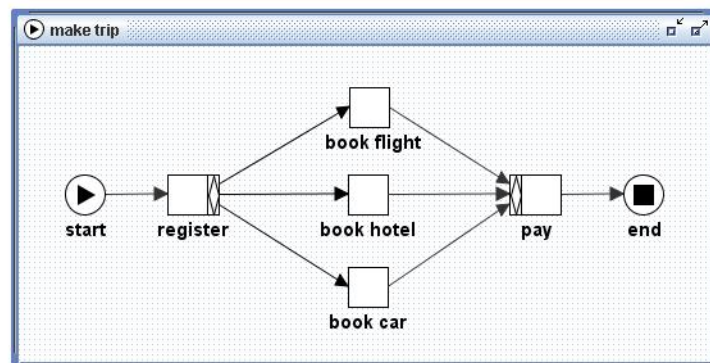 make trip
book flight
start
register
book hotel
pay
end
book car